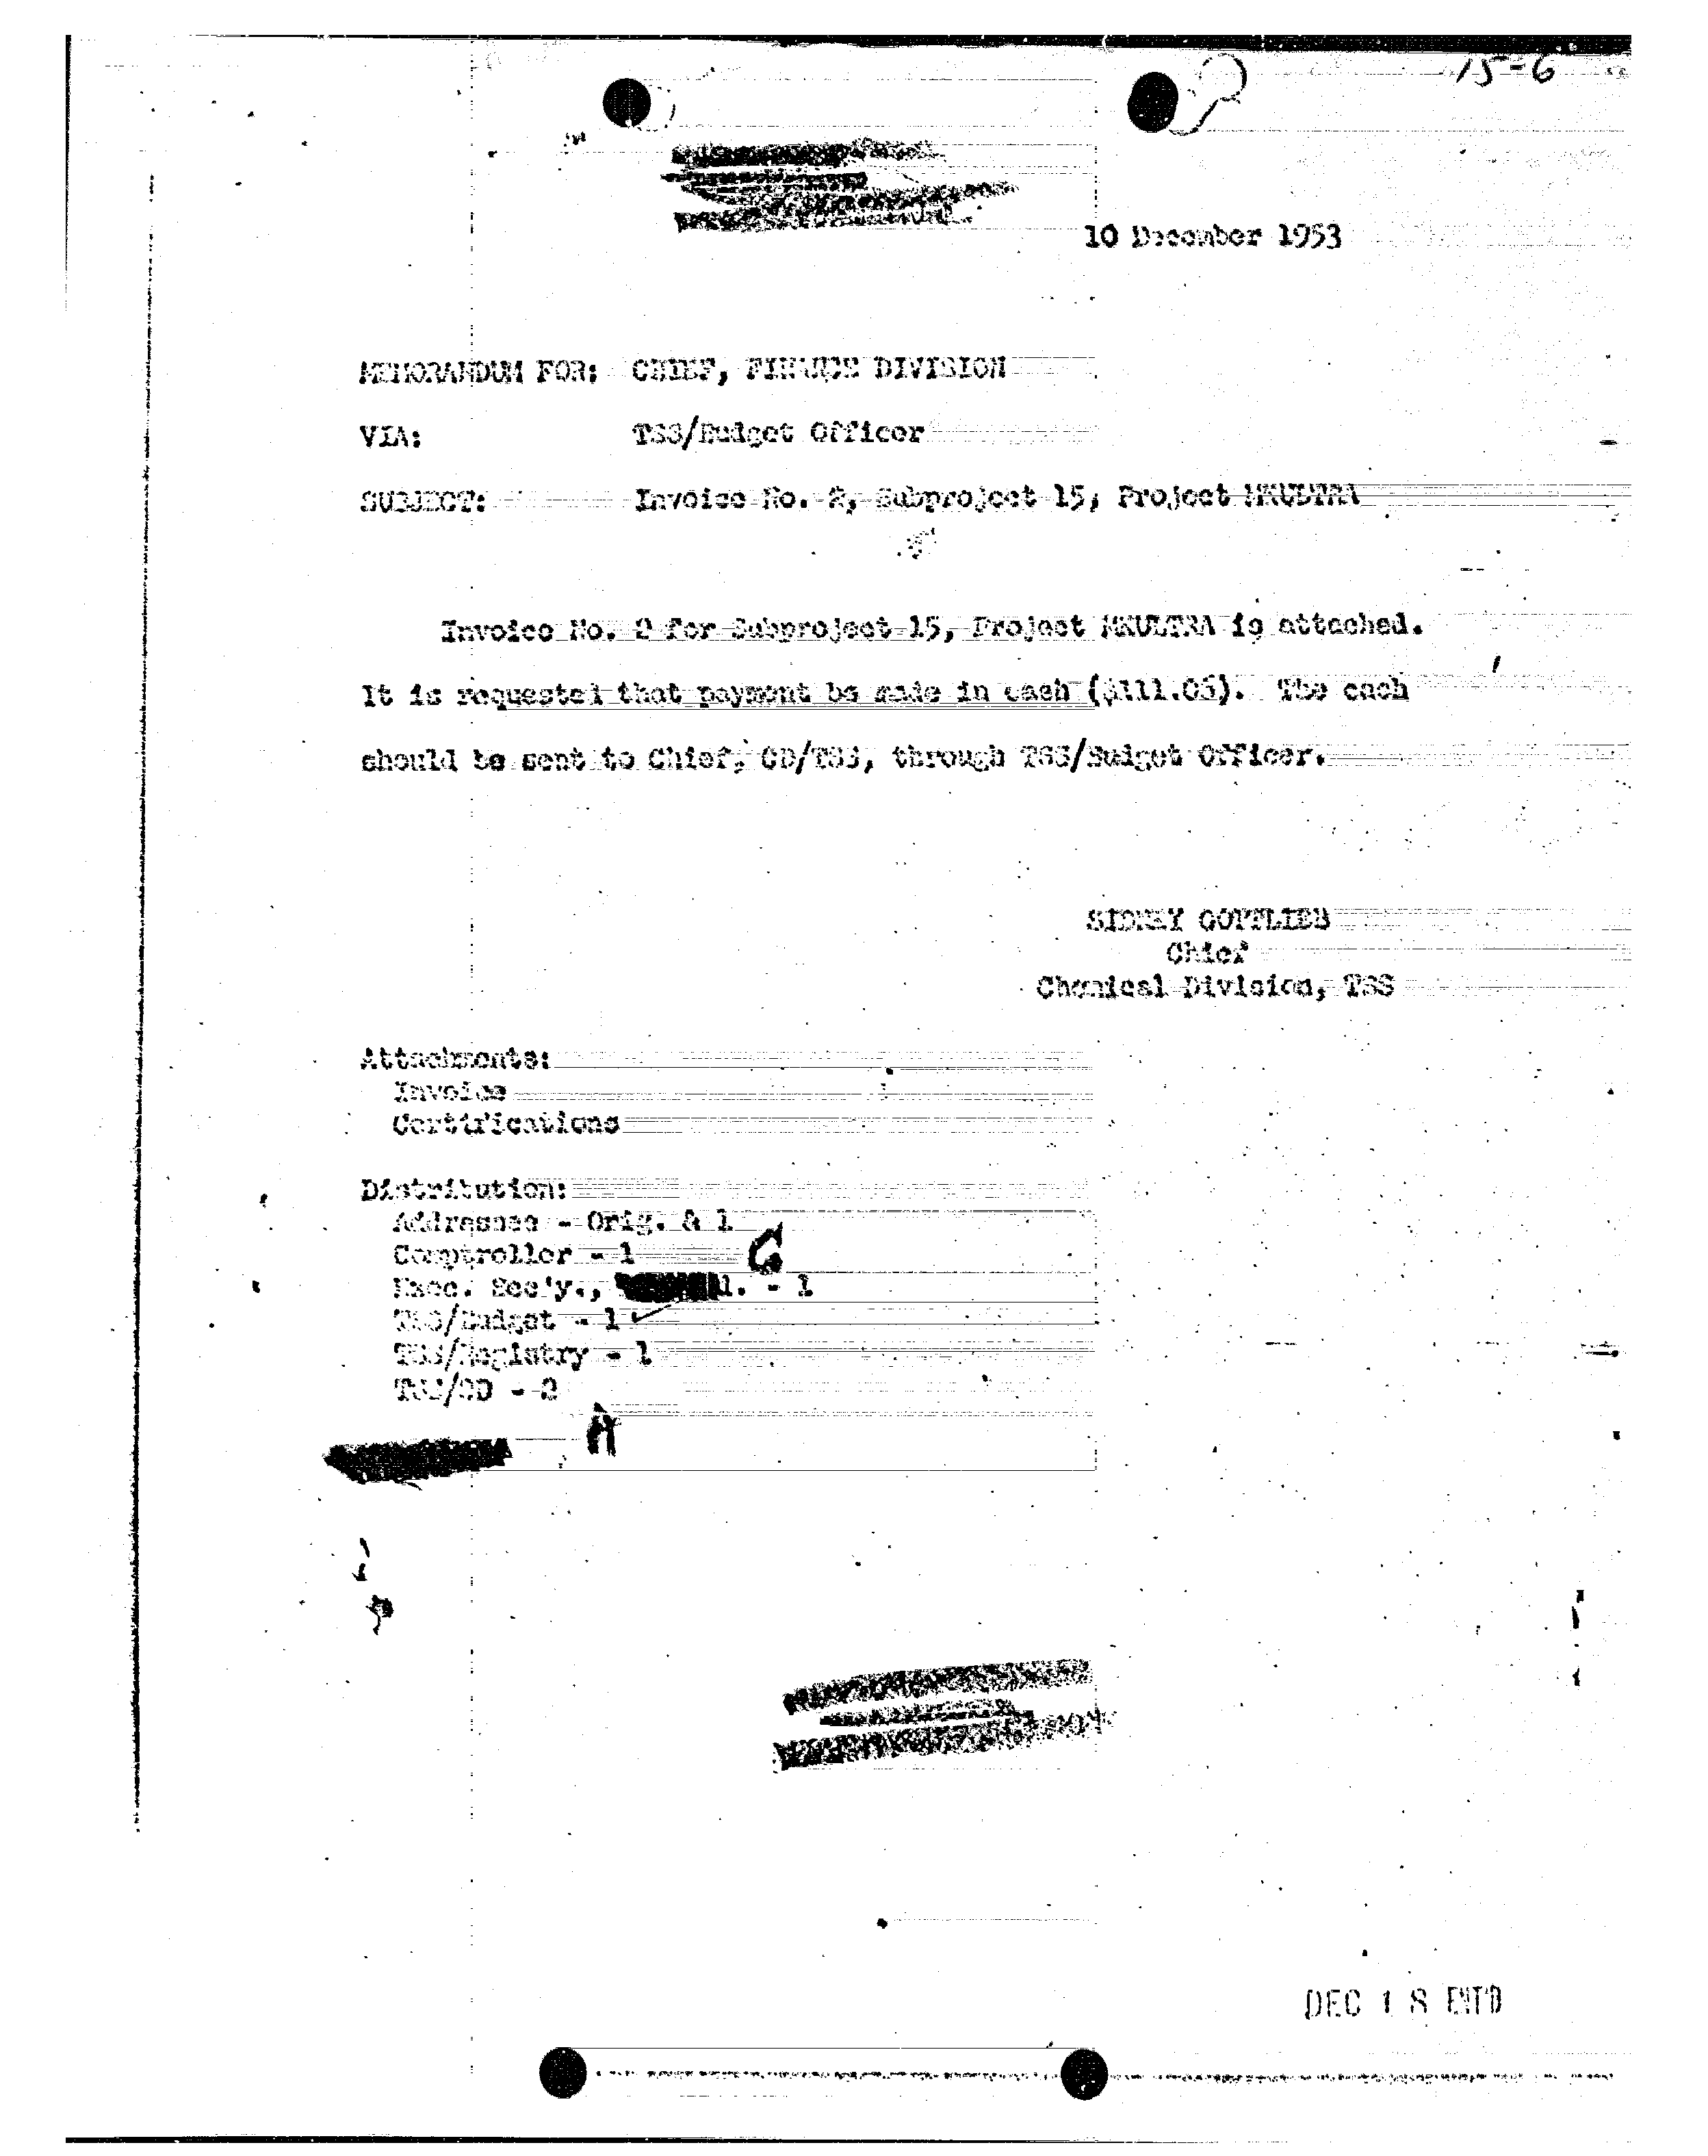 15-6
10 December 1953
MEMORANDUM FOR: CHIEF, FINANCE DIVISION
VIA: TSS/Budget Officer
SUBJECT: Invoice No. 2, Subproject 15, Project MKULTRA
Invoice No. 2 for Subproject 15, Project MKULTRA is attached.
It is requested that payment be made in cash ($111.05). The cash
should be sent to Chief, CD/TSS, through TSS/Budget Officer.
SIDNEY GOTTLIEB
Chief
Chemical Division, TSS
Attachments:
Invoice
Certifications
Distribution:
Addressee - Orig. & 1
Comptroller - 1
G
Exec. Sec'y., - 1
TSS/Budget - 1
TSS/Registry - 1
TSS/CD - 2
A
DEC 18 ENT'D